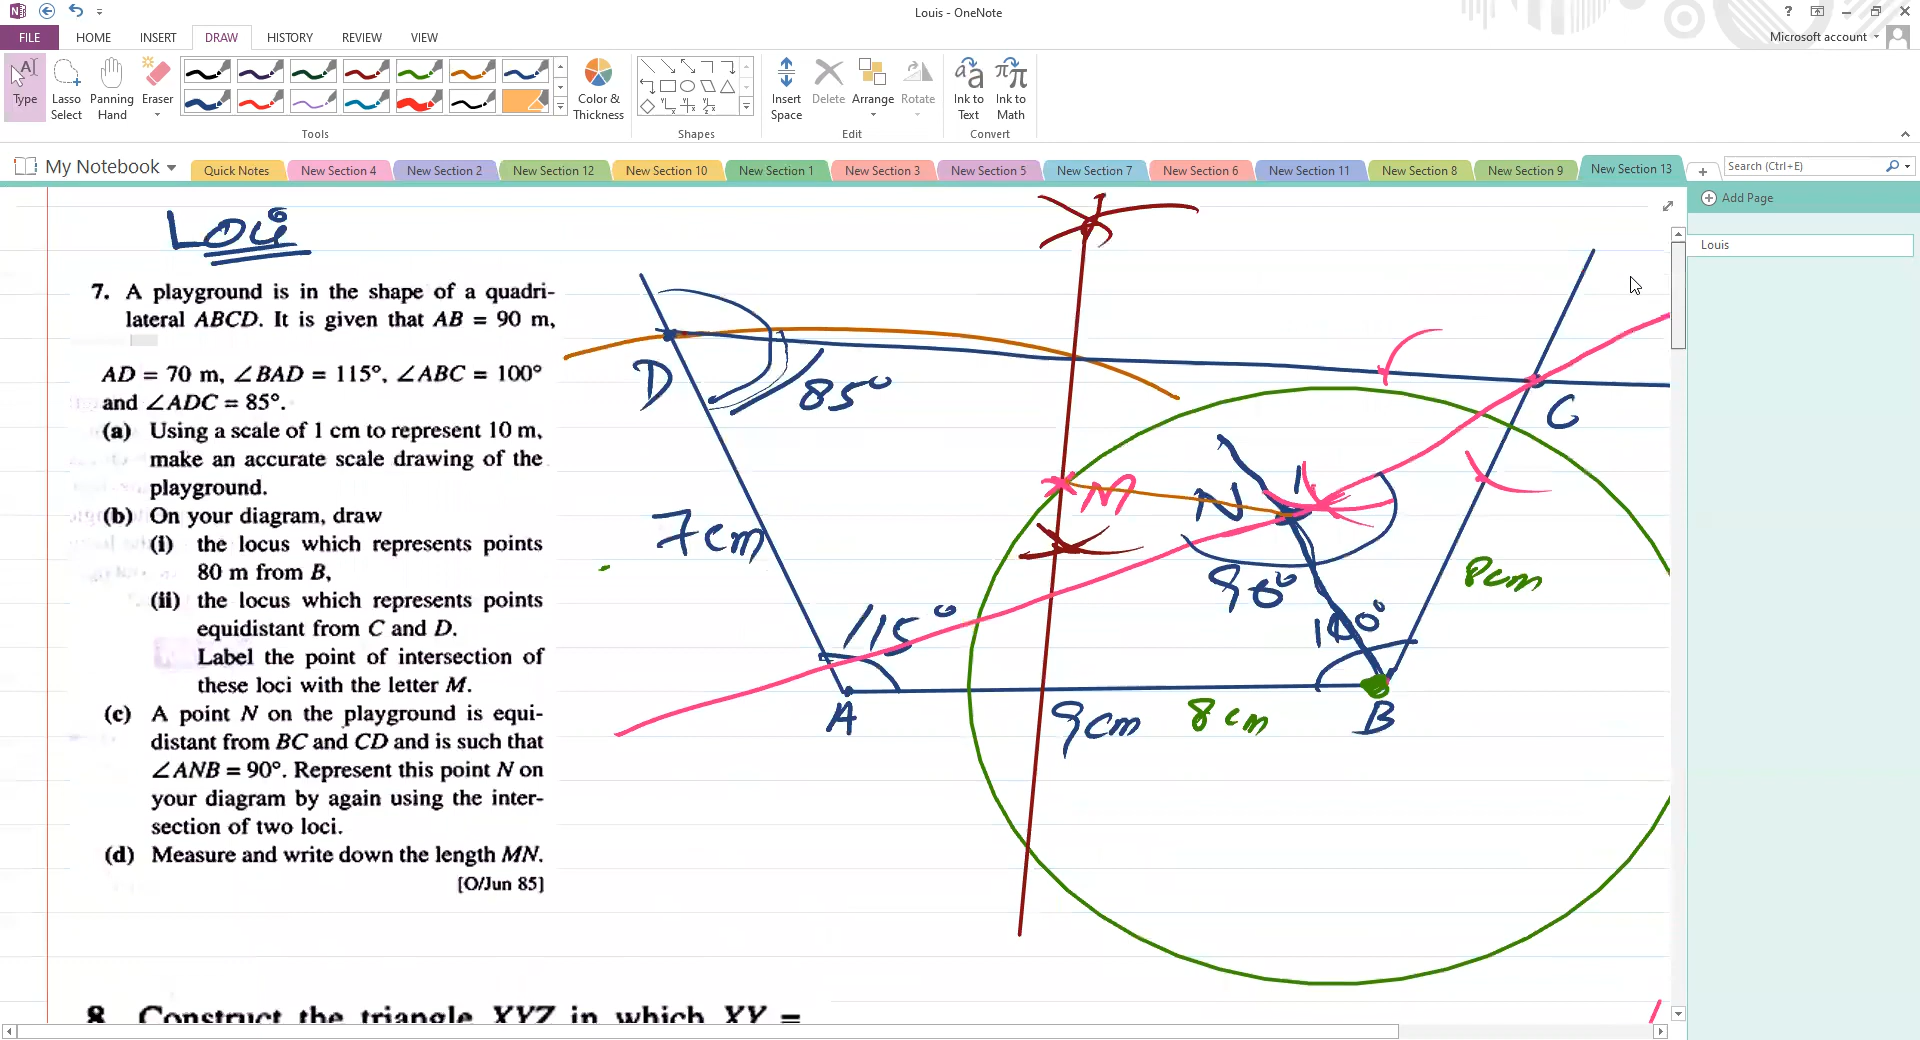 Louis - OneNote
Microsoft account
FILE HOME INSERT DRAW HISTORY REVIEW VIEW
Type
Lasso Select
Panning Hand
Eraser
Color & Thickness
Insert Space
Delete
Arrange
Rotate
Ink to Text
Ink to Math
Tools
Shapes
Edit
Convert
My Notebook
Quick Notes
New Section 4
New Section 2
New Section 12
New Section 10
New Section 1
New Section 3
New Section 5
New Section 7
New Section 6
New Section 11
New Section 8
New Section 9
New Section 13
Search (Ctrl+E)
Add Page
Louis
Loci
7. A playground is in the shape of a quadri-
lateral ABCD. It is given that AB = 90 m,
AD = 70 m, ∠BAD = 115°, ∠ABC = 100°
and ∠ADC = 85°.
(a) Using a scale of 1 cm to represent 10 m,
make an accurate scale drawing of the
playground.
(b) On your diagram, draw
(i) the locus which represents points
80 m from B,
(ii) the locus which represents points
equidistant from C and D.
Label the point of intersection of
these loci with the letter M.
(c) A point N on the playground is equi-
distant from BC and CD and is such that
∠ANB = 90°. Represent this point N on
your diagram by again using the inter-
section of two loci.
(d) Measure and write down the length MN.
[O/Jun 85]
8 Construct the triangle XYZ in which XY =
D
85°
C
M
N
7cm
90°
8cm
115°
100°
A
9cm
8cm
B